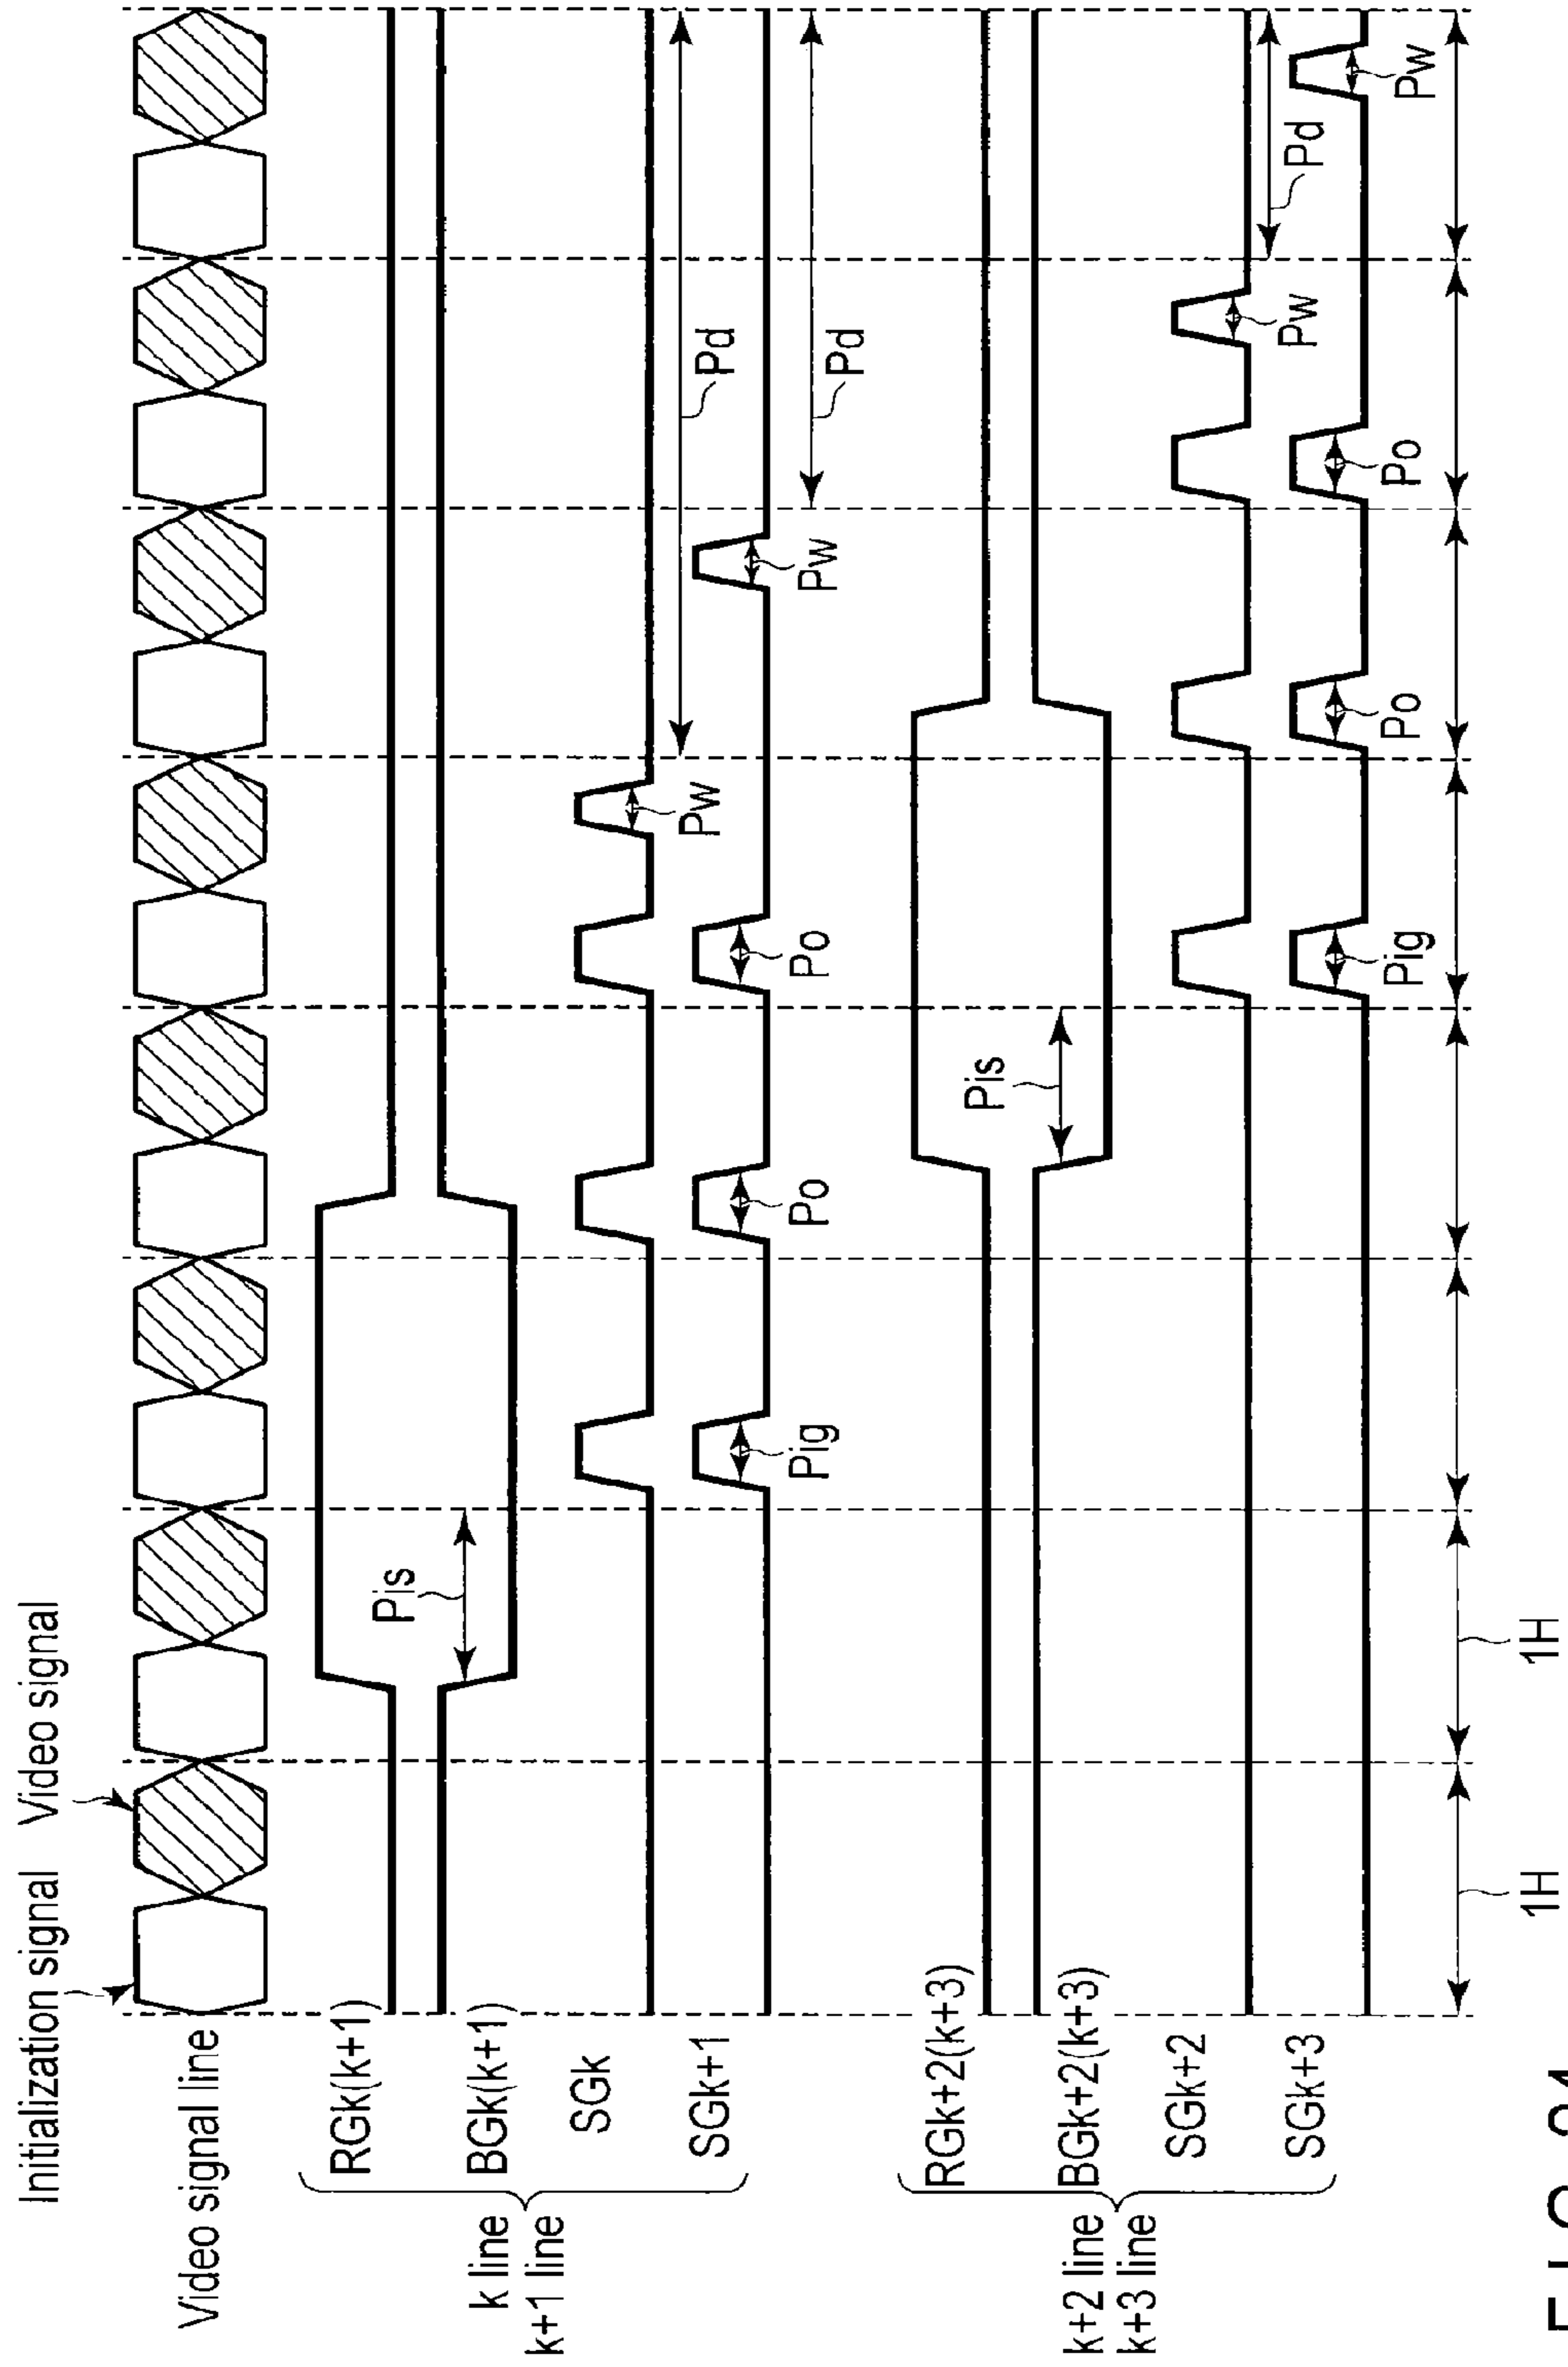 Initialization signal
Video signal
Video signal line
k line
k+1 line
RGk(k+1)
Pis
BGk(k+1)
SGk
Pw
Pd
SGk+1
Pig
Po
Po
Pw
Pd
k+2 line
k+3 line
RGk+2(k+3)
Pis
BGk+2(k+3)
SGk+2
Pw
Pd
SGk+3
Pig
Po
Po
Pw
1H
1H